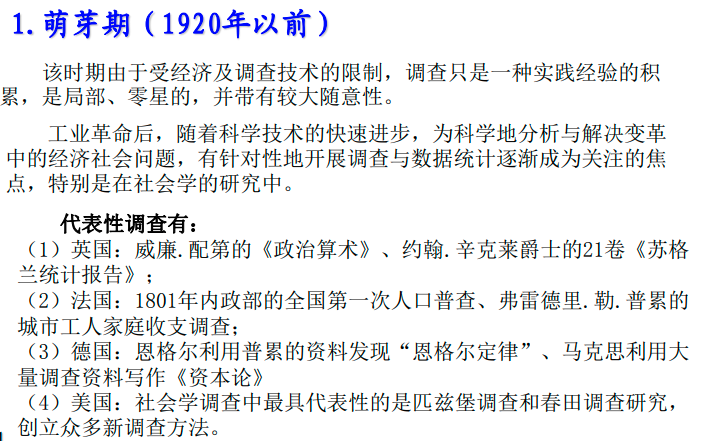 1.萌芽期（1920年以前）
该时期由于受经济及调查技术的限制，调查只是一种实践经验的积
累，是局部、零星的，并带有较大随意性。
工业革命后，随着科学技术的快速进步，为科学地分析与解决变革
中的经济社会问题，有针对性地开展调查与数据统计逐渐成为关注的焦
点，特别是在社会学的研究中。
代表性调查有：
（1）英国：威廉.配第的《政治算术》、约翰.辛克莱爵士的21卷《苏格
兰统计报告》；
（2）法国：1801年内政部的全国第一次人口普查、弗雷德里.勒.普累的
城市工人家庭收支调查；
（3）德国：恩格尔利用普累的资料发现“恩格尔定律”、马克思利用大
量调查资料写作《资本论》
（4）美国：社会学调查中最具代表性的是匹兹堡调查和春田调查研究，
创立众多新调查方法。